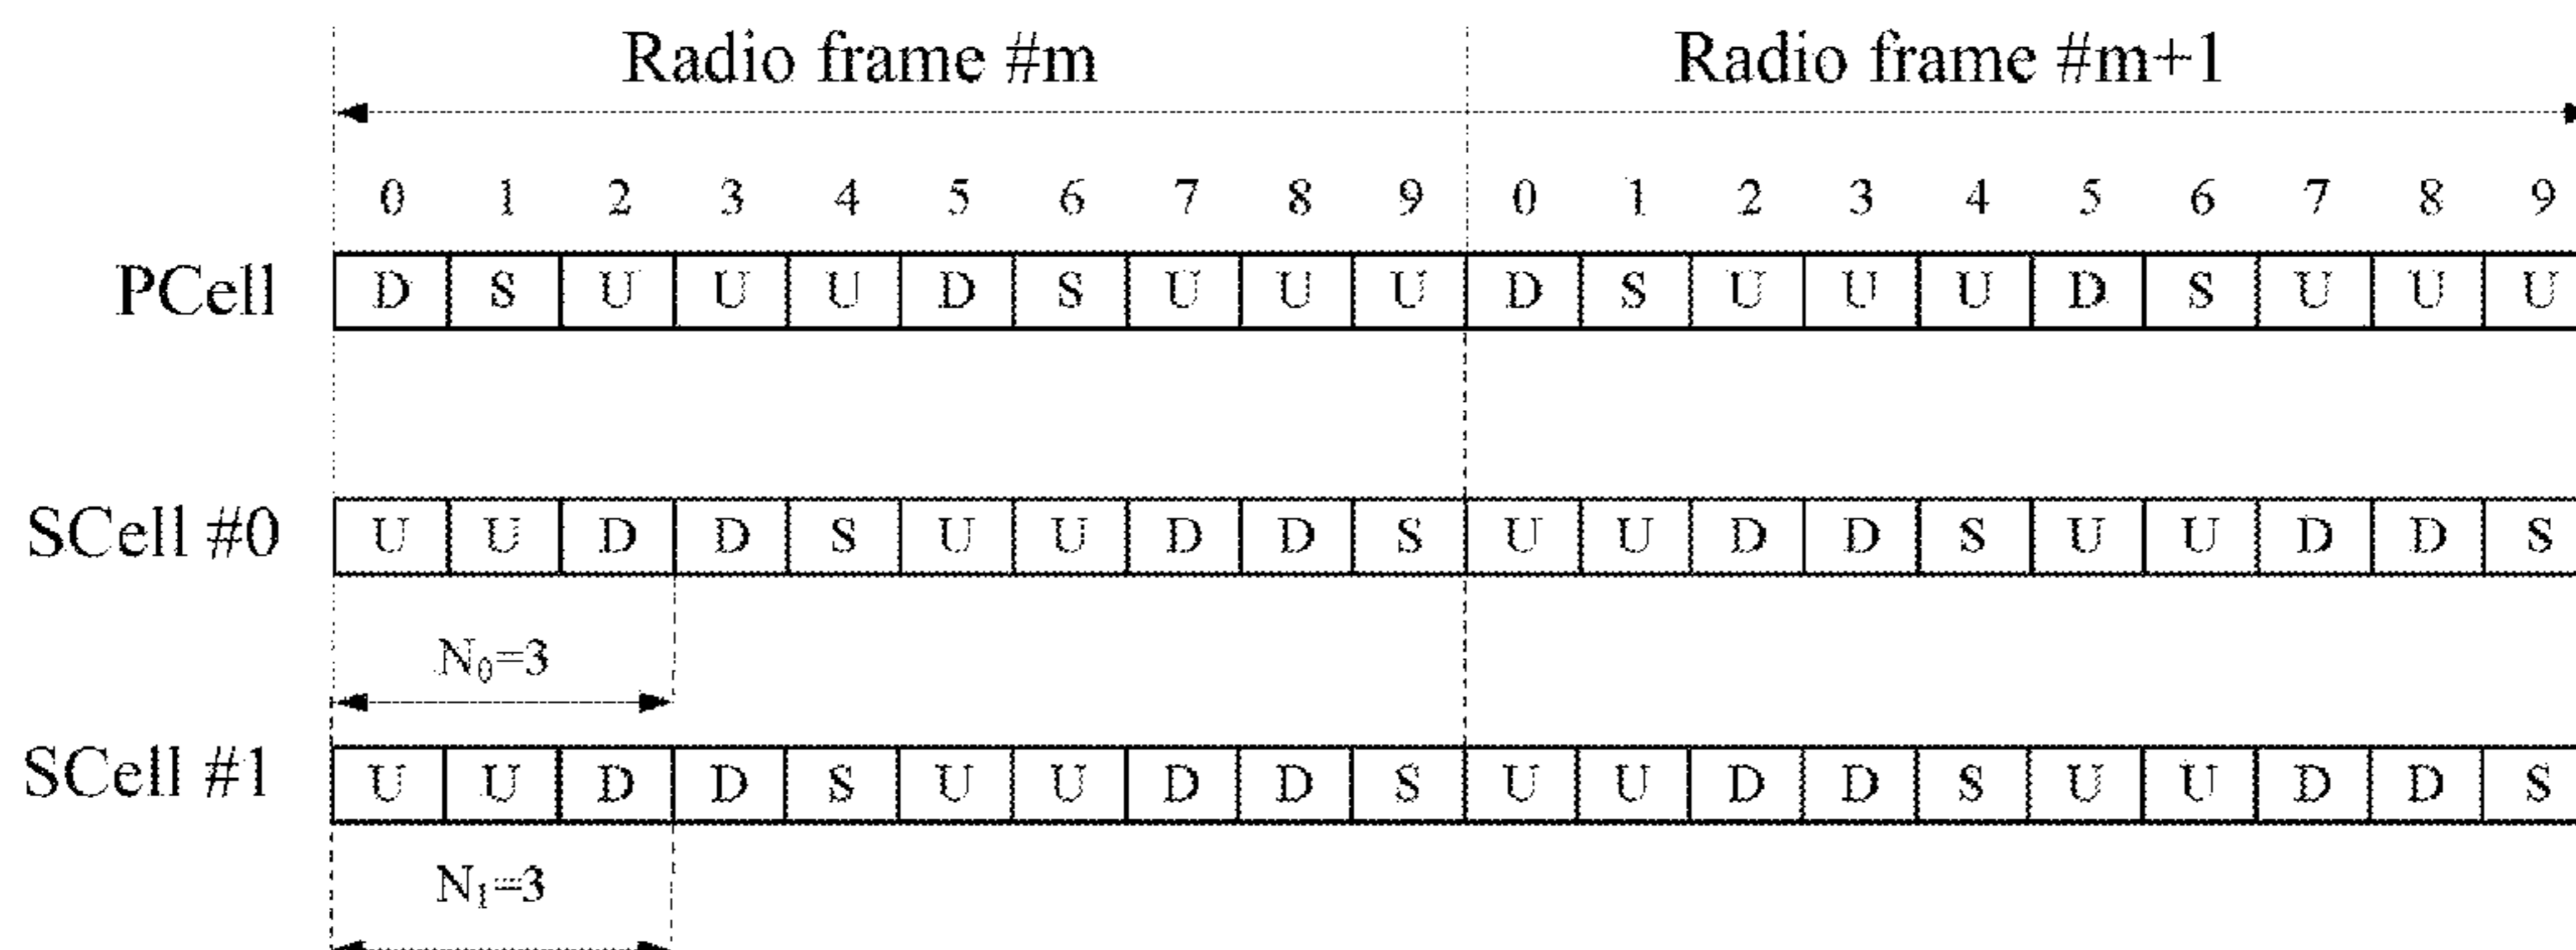 Radio frame #m Radio frame #m+1
0 1 2 3 4 5 6 7 8 9 0 1 2 3 4 5 6 7 8 9
PCell D S U U U D S U U U D S U U U D S U U U
SCell #0 U U D D S U U D D S U U D D S U U D D S
N₀=3
SCell #1 U U D D S U U D D S U U D D S U U D D S
N₁=3